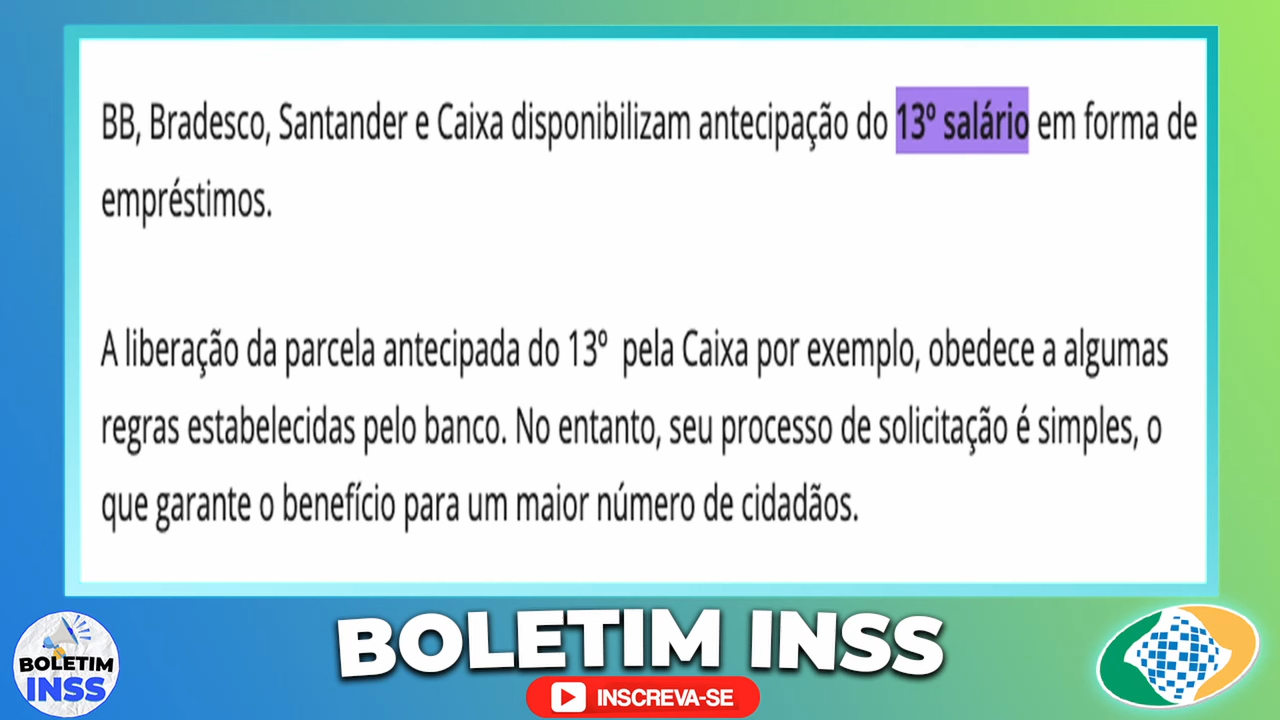 BB, Bradesco, Santander e Caixa disponibilizam antecipação do 13º salário em forma de
empréstimos.
A liberação da parcela antecipada do 13º pela Caixa por exemplo, obedece a algumas
regras estabelecidas pelo banco. No entanto, seu processo de solicitação é simples, o
que garante o benefício para um maior número de cidadãos.
BOLETIM INSS
INSCREVA-SE
BOLETIM
INSS